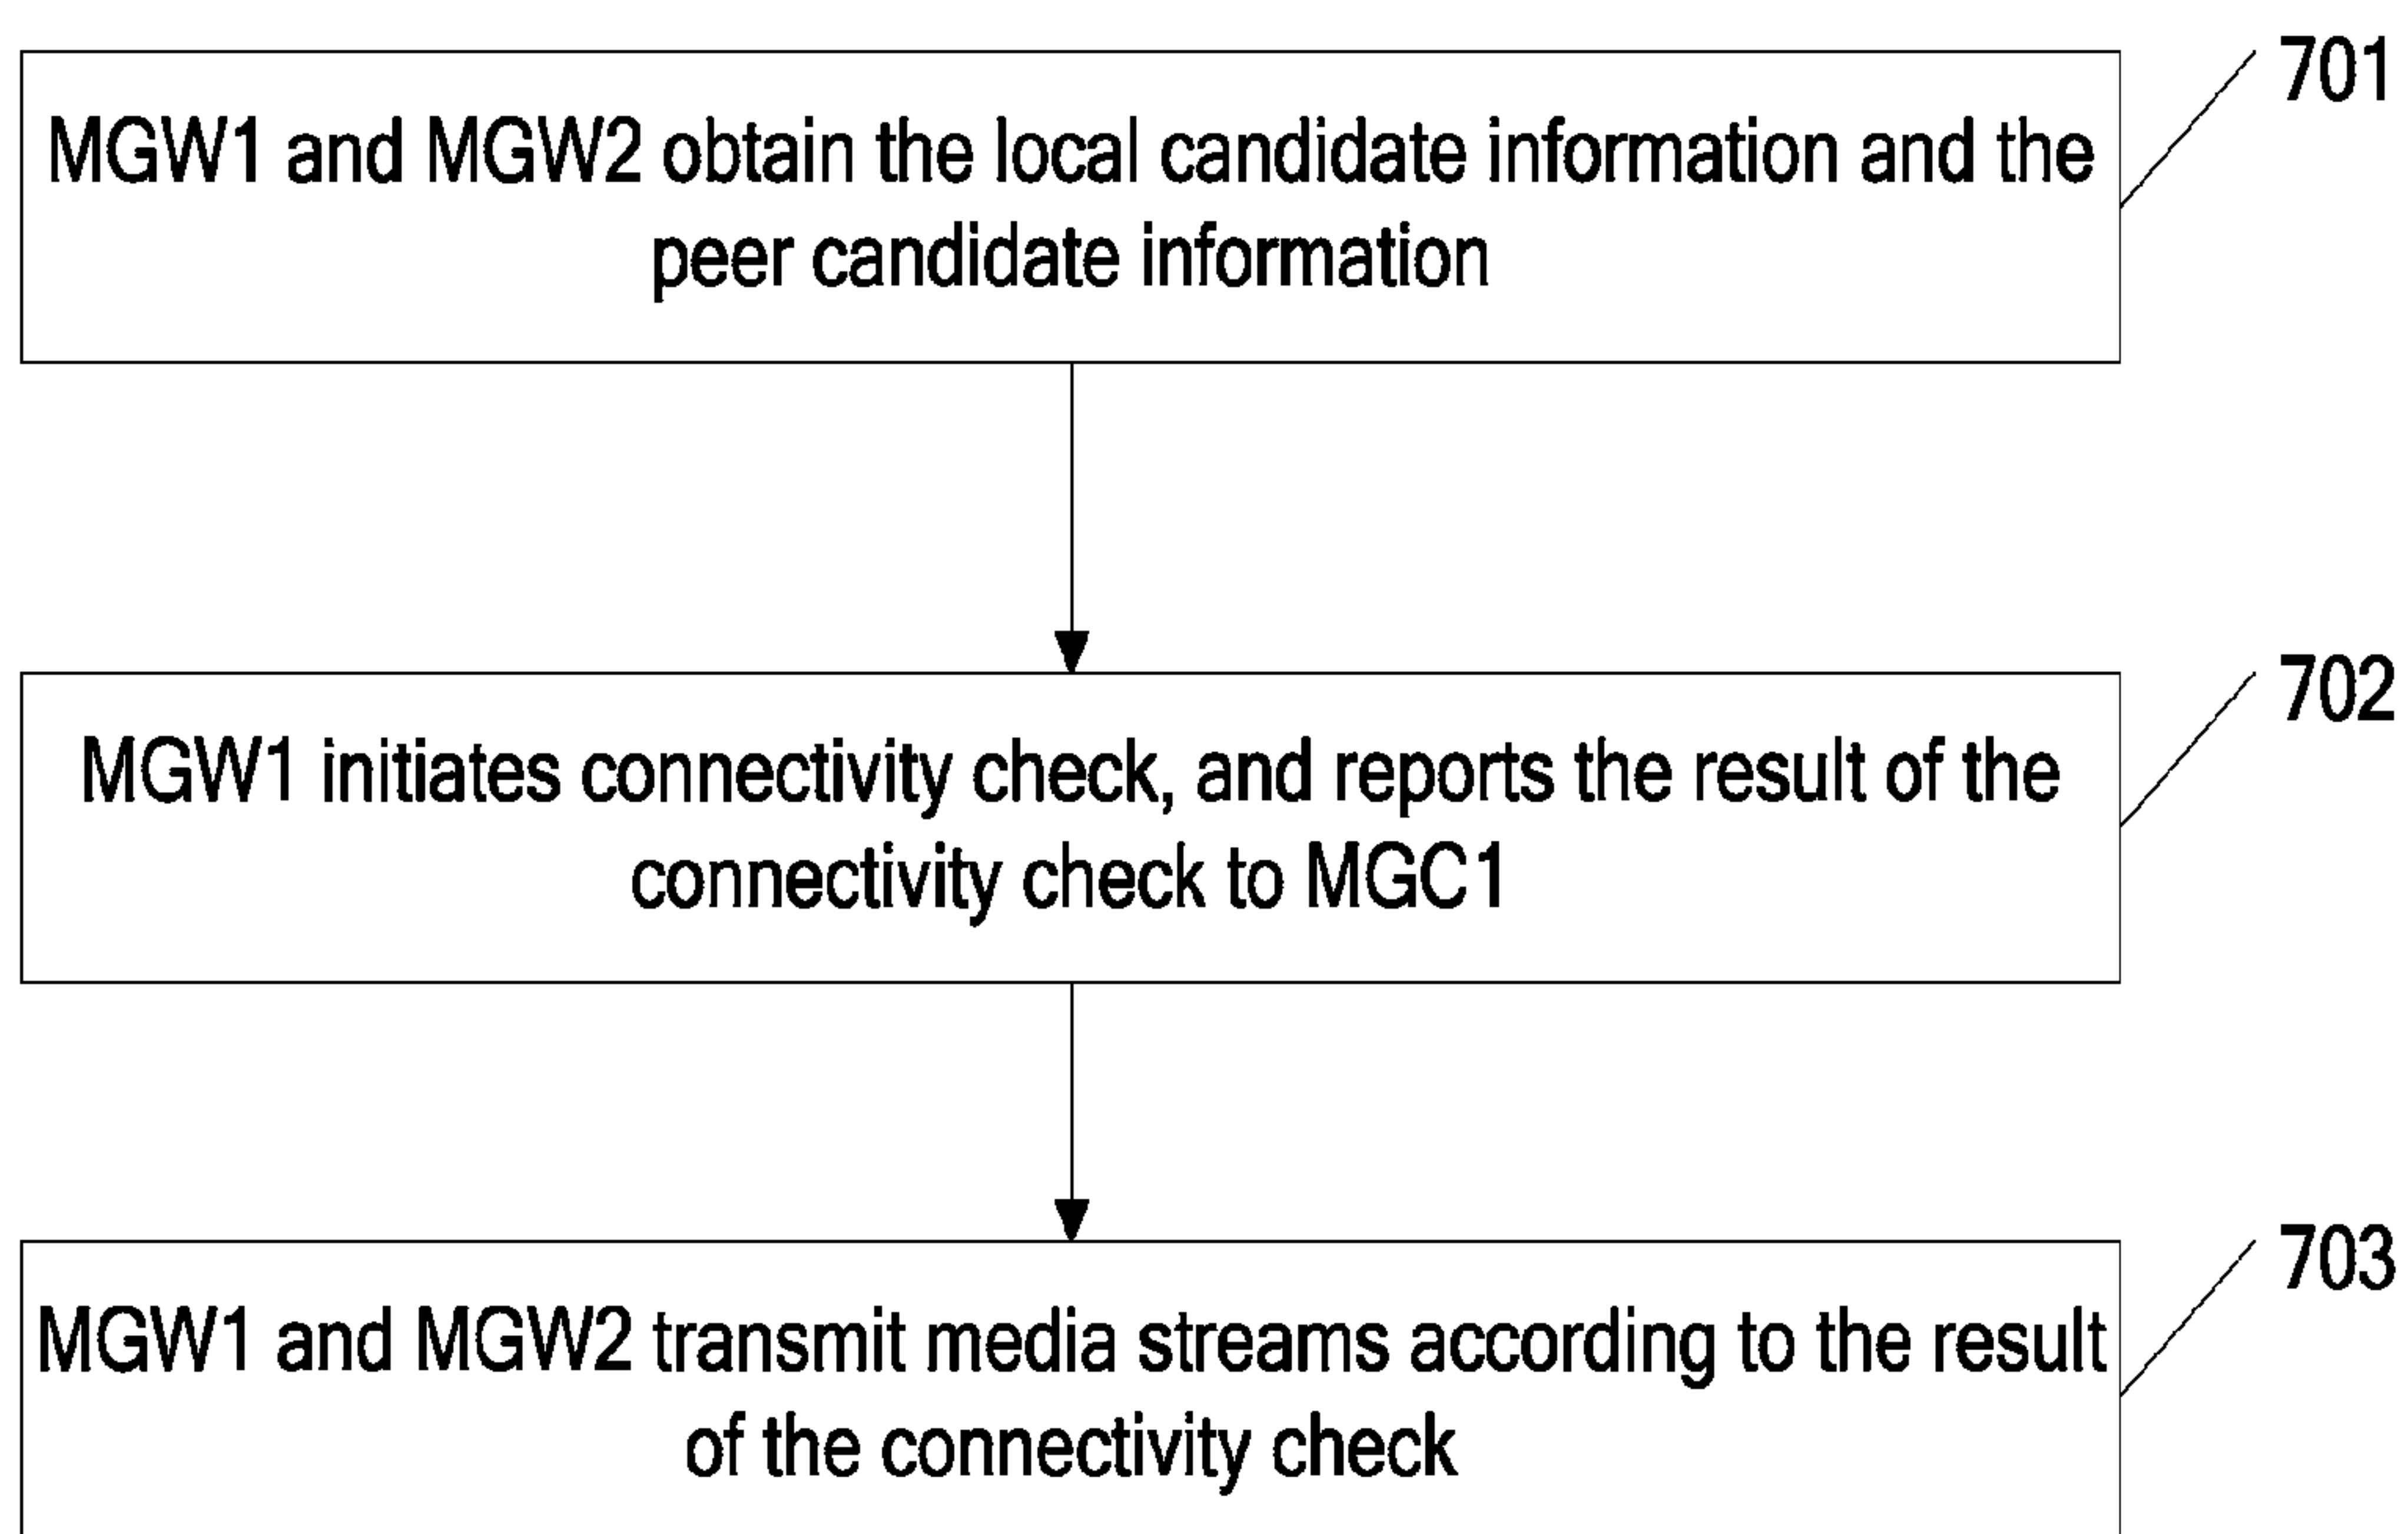 701
MGW1 and MGW2 obtain the local candidate information and the
peer candidate information
702
MGW1 initiates connectivity check, and reports the result of the
connectivity check to MGC1
703
MGW1 and MGW2 transmit media streams according to the result
of the connectivity check